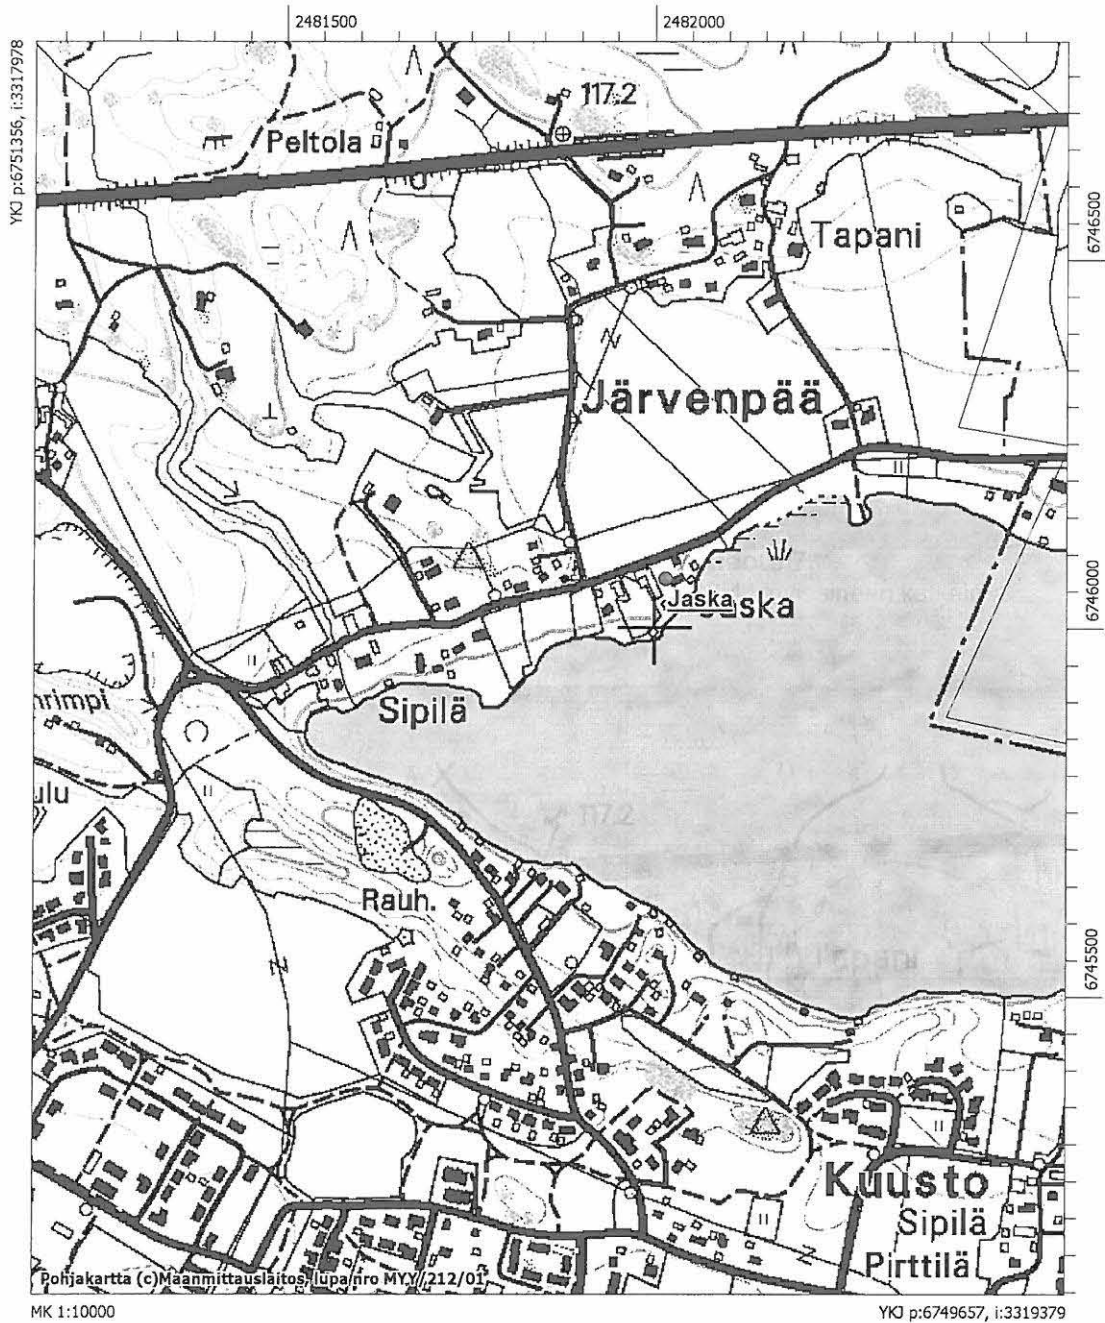 2481500
2482000
YKJ p:6751356, i:3317978
117.2
Peltola
Tapani
6746500
Järvenpää
6746000
Jaska
Sipilä
117.2
Rauh.
6745500
Kuusto
Sipilä
Pirttilä
Pohjakartta (c)Maanmittauslaitos, lupa nro MYY/212/01
MK 1:10000
YKJ p:6749657, i:3319379